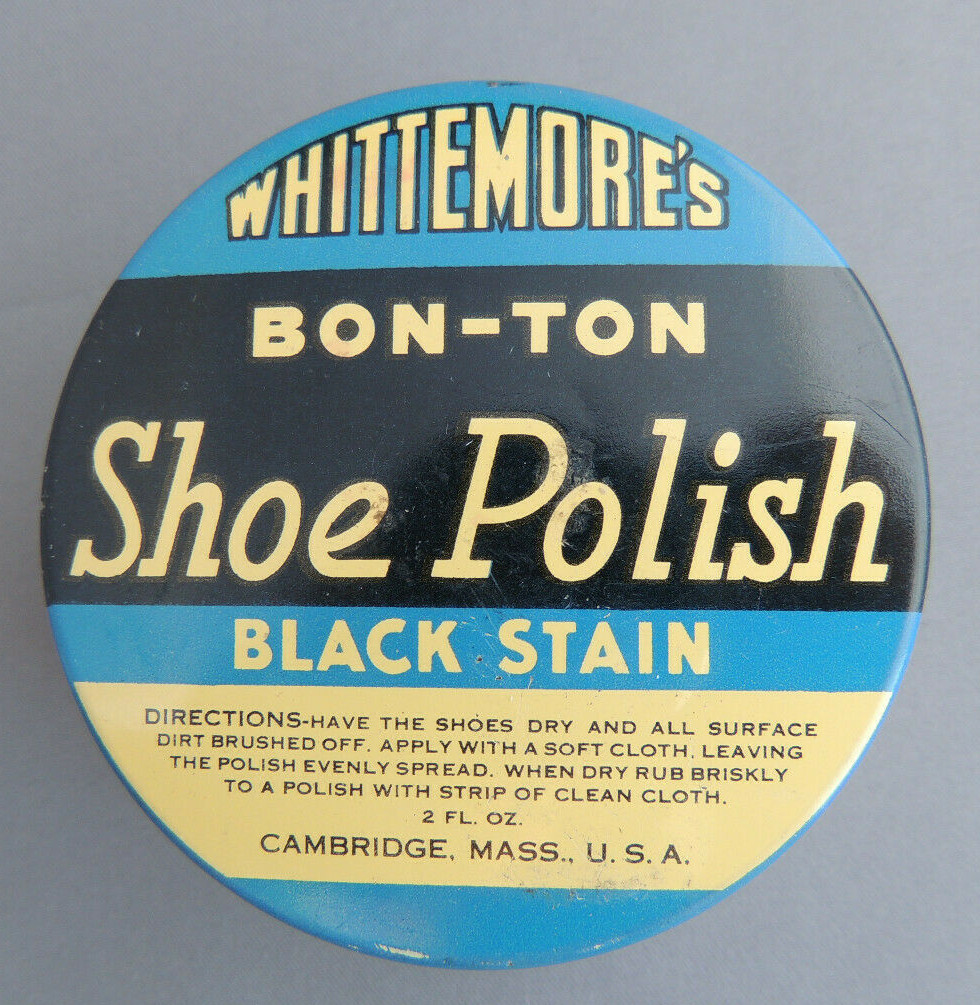 WHITTEMORE'S
BON-TON
Shoe Polish
BLACK STAIN
DIRECTIONS-HAVE THE SHOES DRY AND ALL SURFACE
DIRT BRUSHED OFF. APPLY WITH A SOFT CLOTH, LEAVING
THE POLISH EVENLY SPREAD. WHEN DRY RUB BRISKLY
TO A POLISH WITH STRIP OF CLEAN CLOTH.
2 FL. OZ.
CAMBRIDGE, MASS., U.S.A.